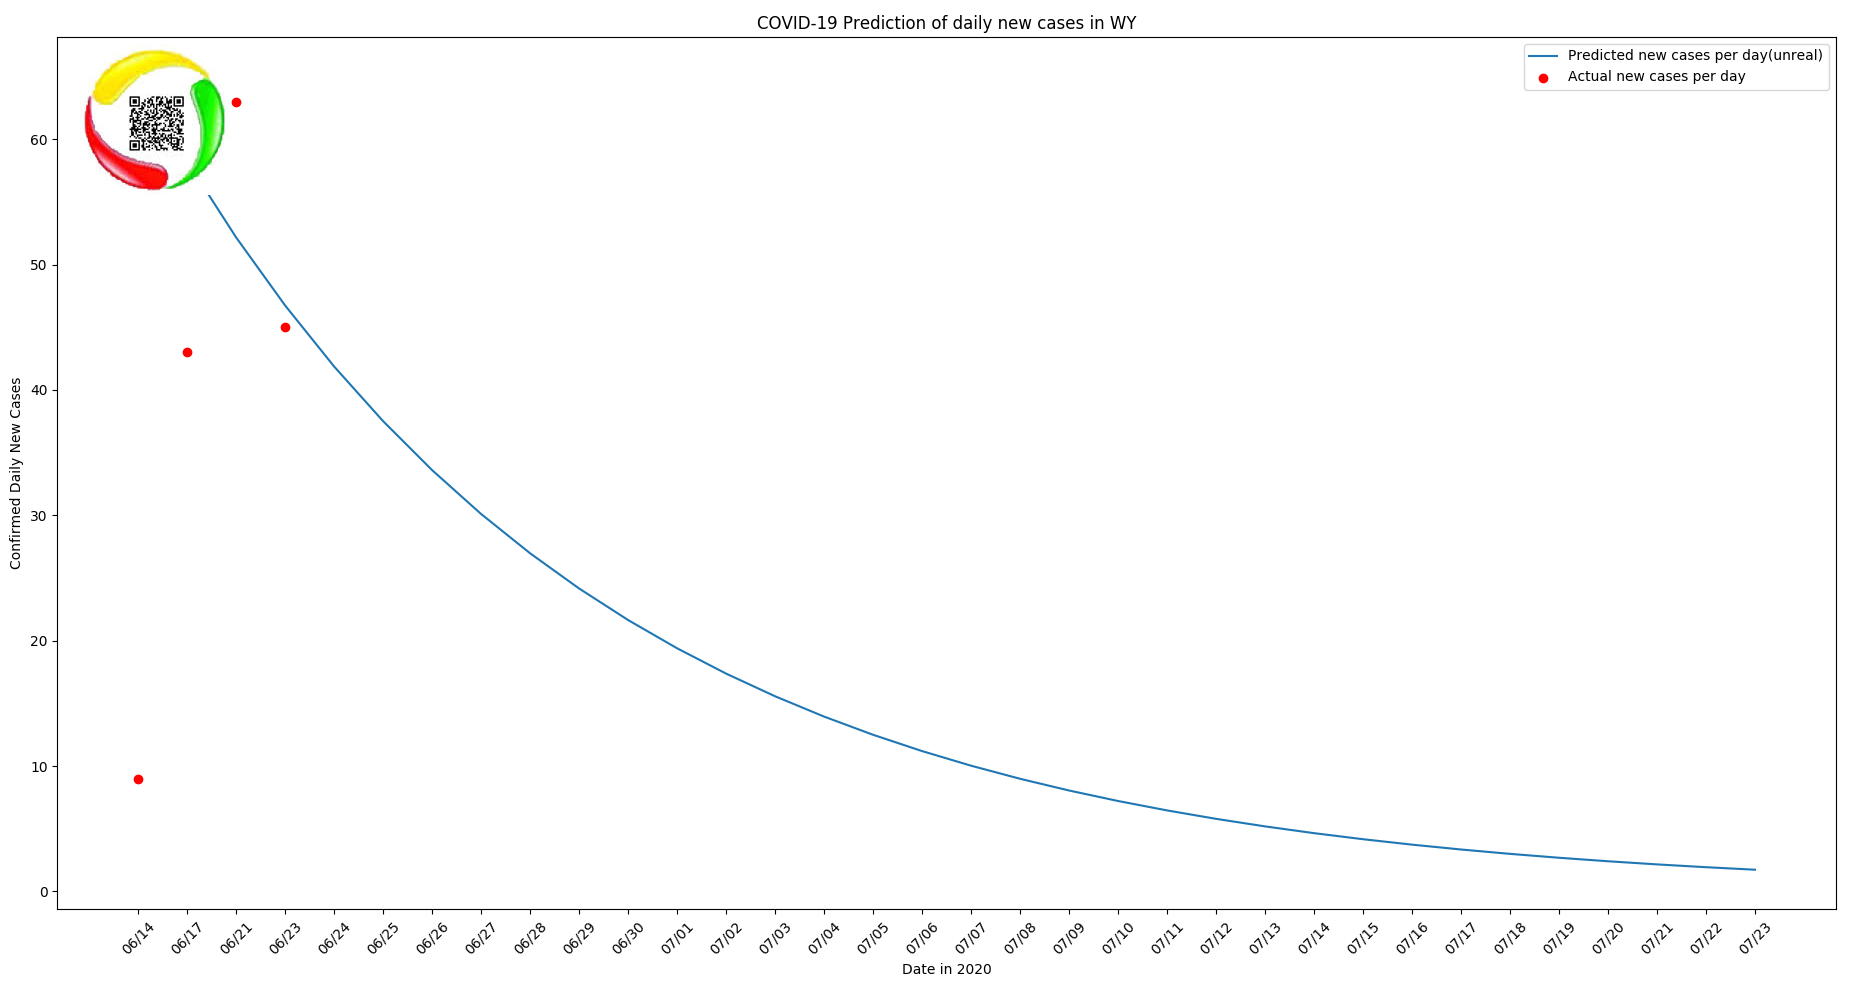 COVID-19 Prediction of daily new cases in WY
Predicted new cases per day(unreal)
Actual new cases per day
Confirmed Daily New Cases
60
50
40
30
20
10
0
06/14 06/17 06/21 06/23 06/24 06/25 06/26 06/27 06/28 06/29 06/30 07/01 07/02 07/03 07/04 07/05 07/06 07/07 07/08 07/09 07/10 07/11 07/12 07/13 07/14 07/15 07/16 07/17 07/18 07/19 07/20 07/21 07/22 07/23
Date in 2020